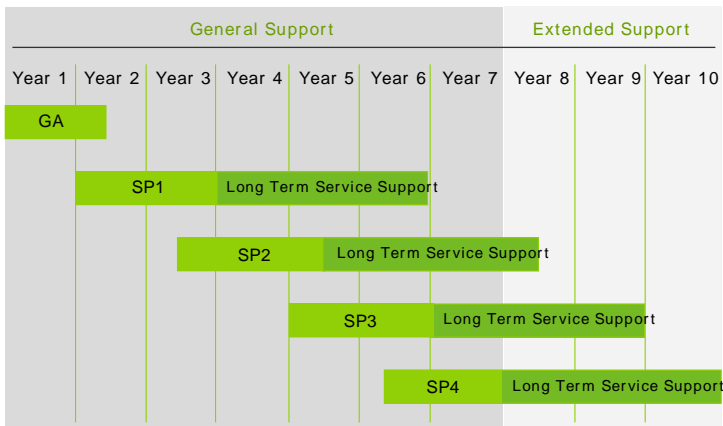 General Support Extended Support
Year 1 Year 2 Year 3 Year 4 Year 5 Year 6 Year 7 Year 8 Year 9 Year 10
GA
SP1 Long Term Service Support
SP2 Long Term Service Support
SP3 Long Term Service Support
SP4 Long Term Service Support